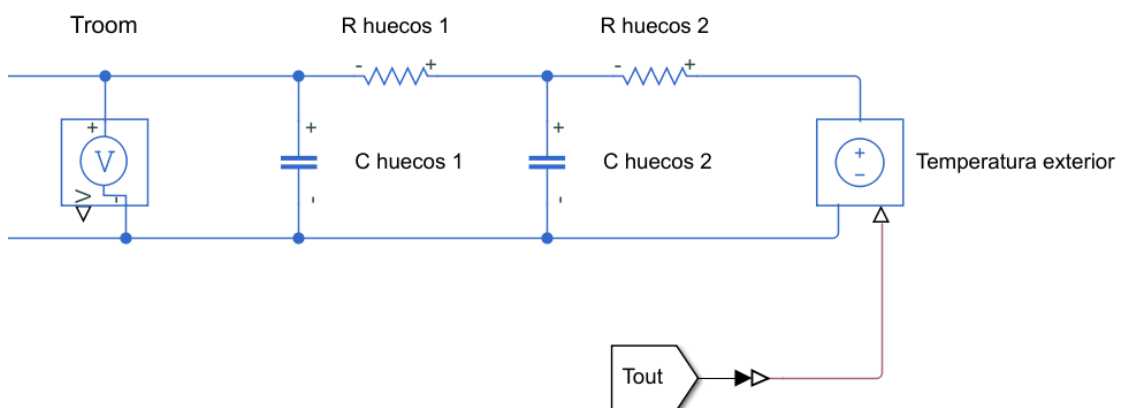 Troom
R huecos 1
R huecos 2
- +
- +
+
V
V
-
+
-
C huecos 1
+
-
C huecos 2
+
-
Temperatura exterior
Tout